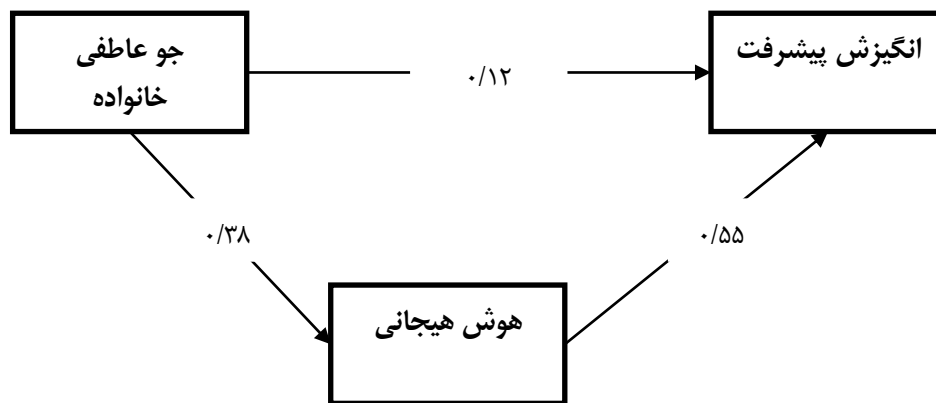 جو عاطفی
خانواده
انگیزش پیشرفت
۰/۱۲
۰/۳۸
۰/۵۵
هوش هیجانی